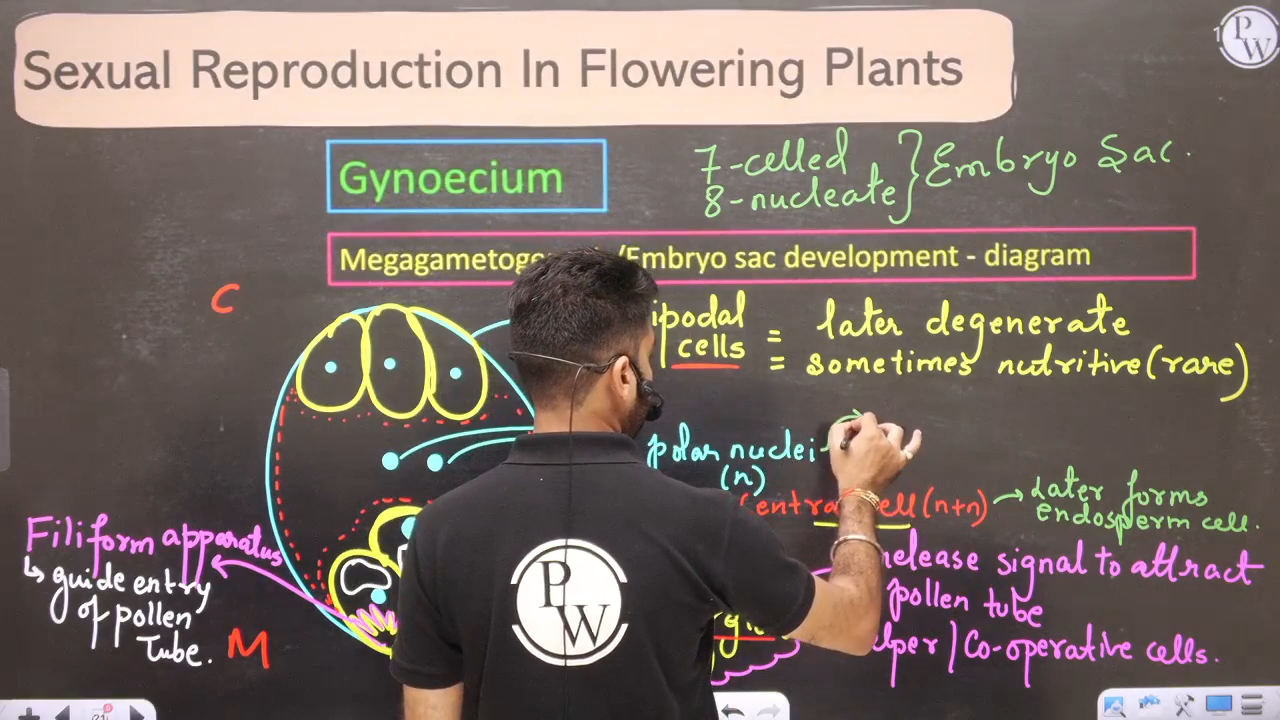 PW
Sexual Reproduction In Flowering Plants
Gynoecium
7-celled
8-nucleate
Embryo Sac.
Embryo sac development - diagram
C
cells
= later degenerate
= sometimes nutritive (rare)
polar nuclei
(n)
cell (n+n) → Later forms
endosperm cell.
Filiform apparatus
↳ guide entry
of pollen
Tube.
M
release signal to attract
pollen tube
Co-operative cells.
PW